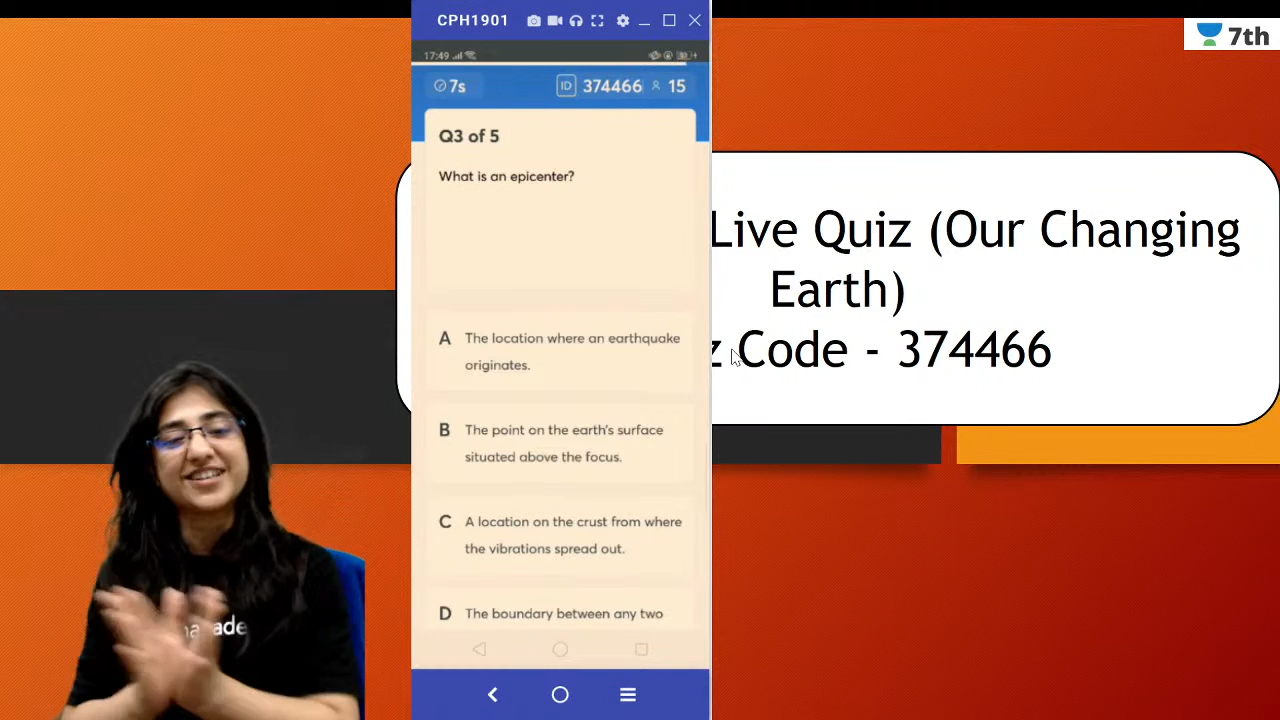 CPH1901
17:49
7s
ID 374466 15
Q3 of 5
What is an epicenter?
A The location where an earthquake
originates.
B The point on the earth's surface
situated above the focus.
C A location on the crust from where
the vibrations spread out.
D The boundary between any two
7th
Live Quiz (Our Changing
Earth)
z Code - 374466